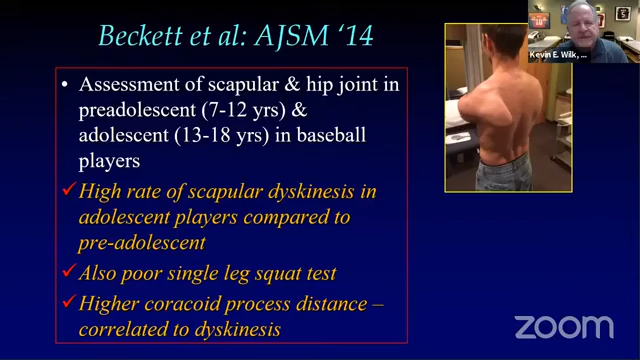 Beckett et al: AJSM ‘14
• Assessment of scapular & hip joint in
preadolescent (7-12 yrs) &
adolescent (13-18 yrs) in baseball
players
✓High rate of scapular dyskinesis in
adolescent players compared to
pre-adolescent
✓Also poor single leg squat test
✓Higher coracoid process distance –
correlated to dyskinesis
Kevin E. Wilk, ...
zoom